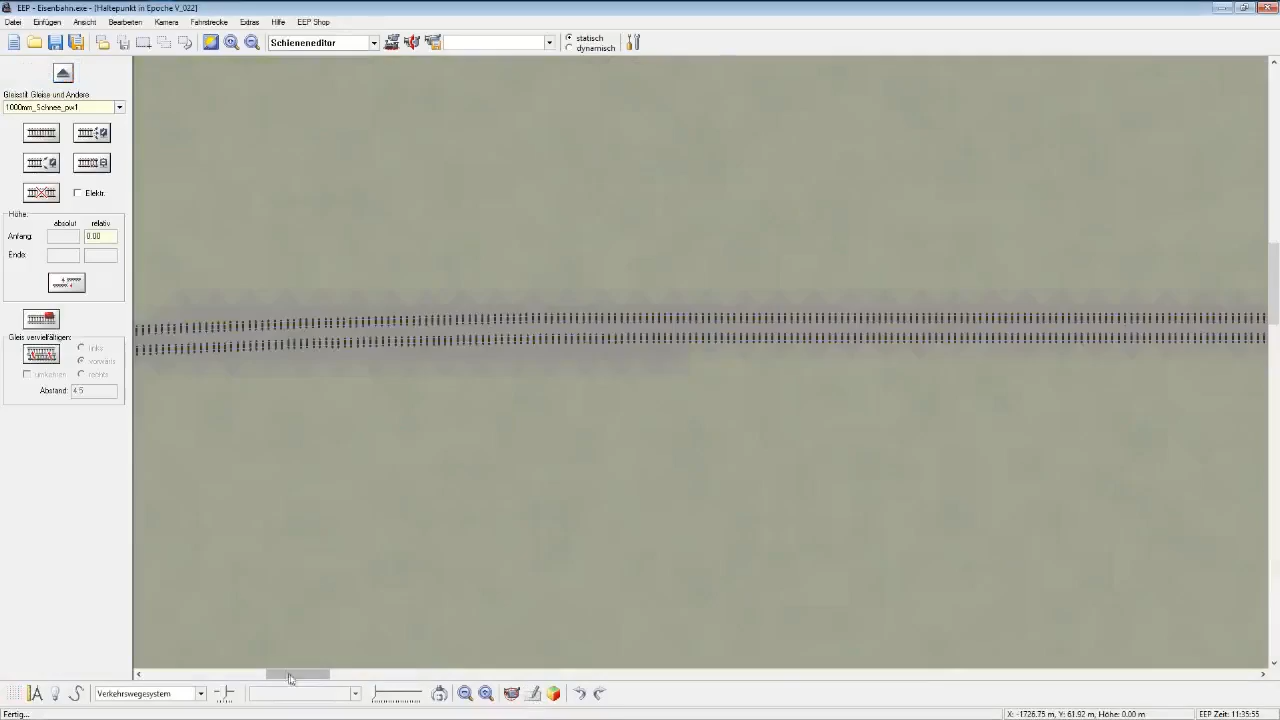 EEP - Eisenbahn.exe - [Haltepunkt in Epoche V_022]
Datei Einfügen Ansicht Bearbeiten Kamera Fahrstrecke Extras Hilfe EEP Shop
Schieneneditor
statisch
dynamisch
Gleisstil: Gleise und Andere
1000mm_Schnee_pw1
Elektr.
Höhe:
absolut relativ
Anfang: 0.00
Ende:
Gleis vervielfältigen:
links
vorwärts
umkehren rechts
Abstand: 4.5
Verkehrswegesystem
Fertig... X: -1726.75 m, Y: 61.92 m, Höhe: 0.00 m EEP Zeit: 11:35:55